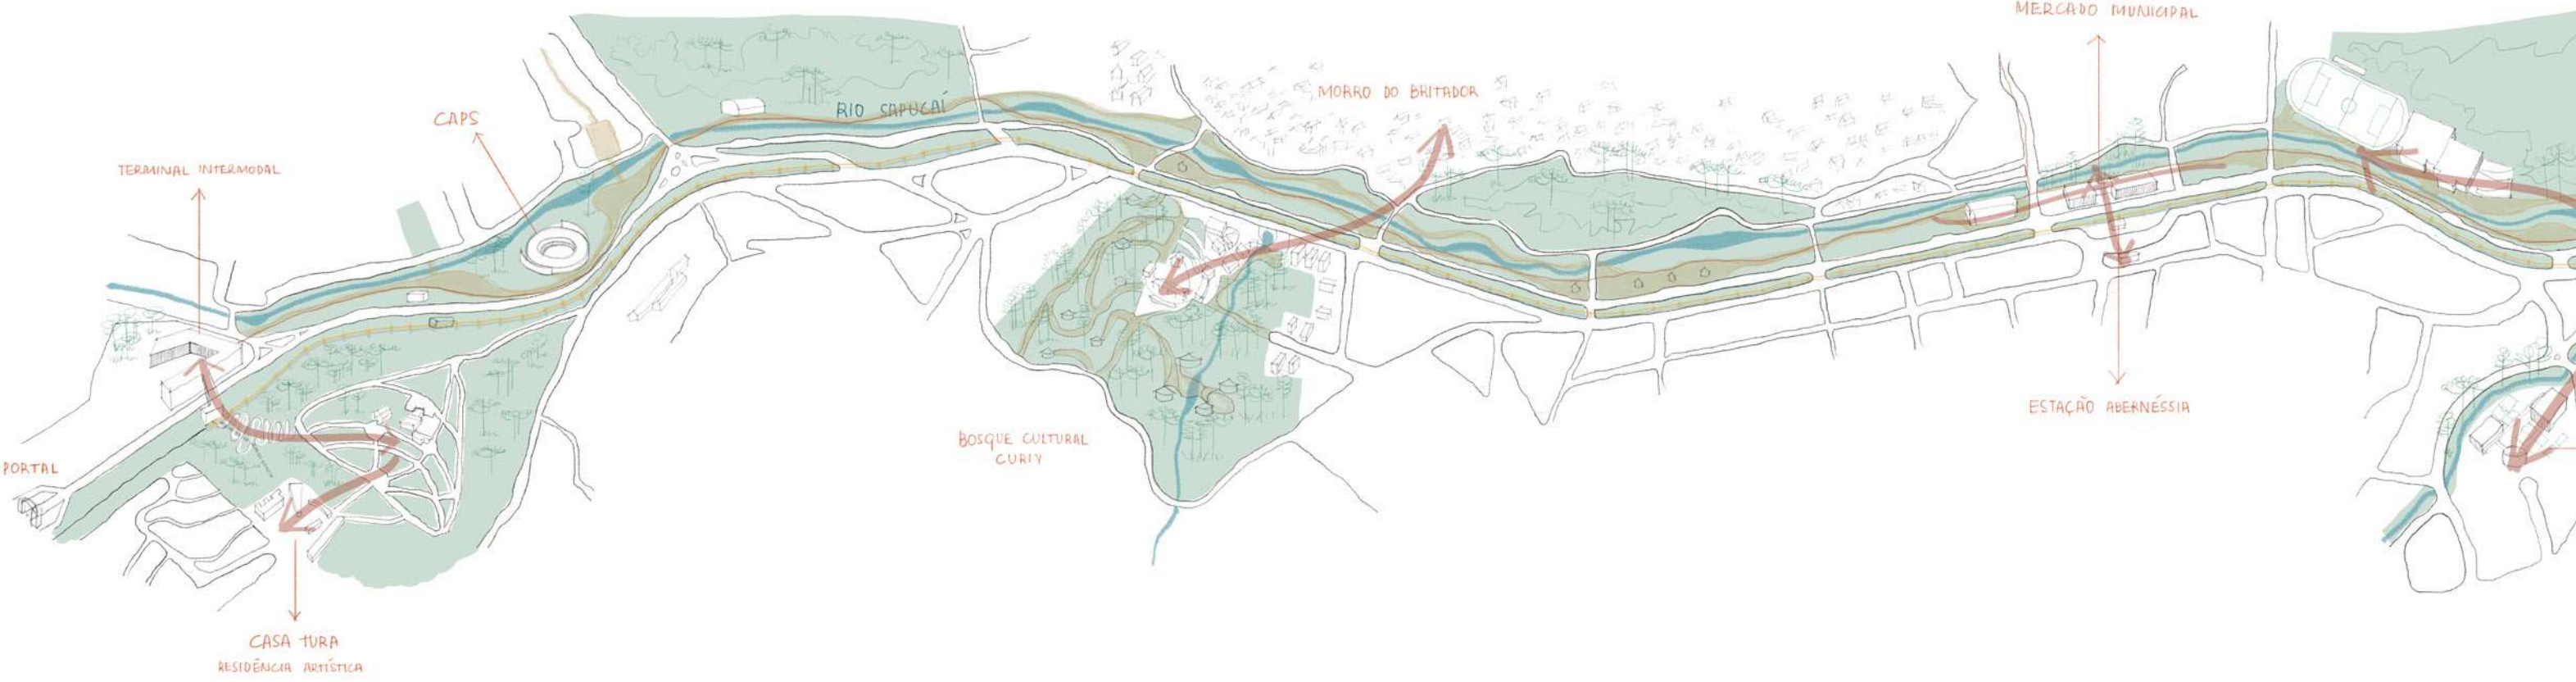 MERCADO MUNICIPAL
RIO SAPUCAÍ
MORRO DO BRITADOR
CAPS
TERMINAL INTERMODAL
ESTAÇÃO ABERNÉSSIA
BOSQUE CULTURAL
CURIY
PORTAL
CASA TURA
RESIDÊNCIA ARTÍSTICA